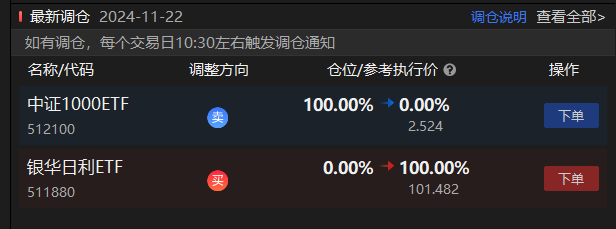 最新调仓 2024-11-22 调仓说明 查看全部>
如有调仓，每个交易日10:30左右触发调仓通知
名称/代码 调整方向 仓位/参考执行价 ? 操作
中证1000ETF 卖 100.00% → 0.00% 下单
512100 2.524
银华日利ETF 买 0.00% → 100.00% 下单
511880 101.482